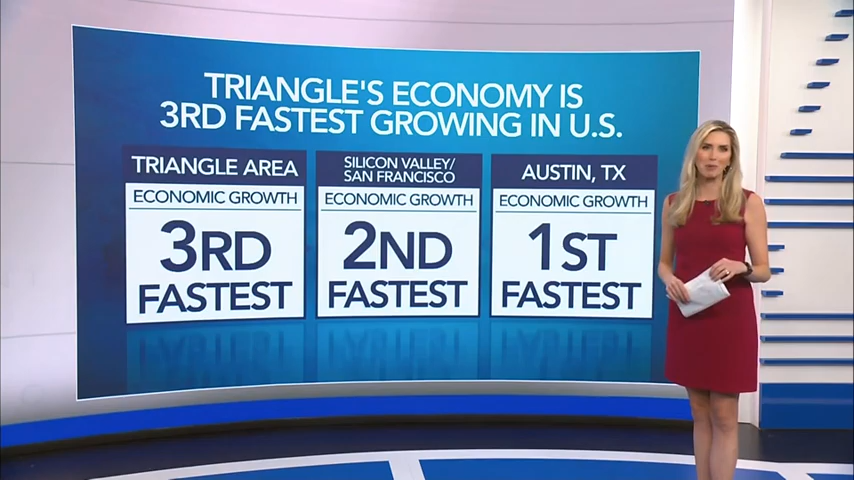 TRIANGLE'S ECONOMY IS
3RD FASTEST GROWING IN U.S.
TRIANGLE AREA
ECONOMIC GROWTH
3RD
FASTEST
SILICON VALLEY/
SAN FRANCISCO
ECONOMIC GROWTH
2ND
FASTEST
AUSTIN, TX
ECONOMIC GROWTH
1ST
FASTEST